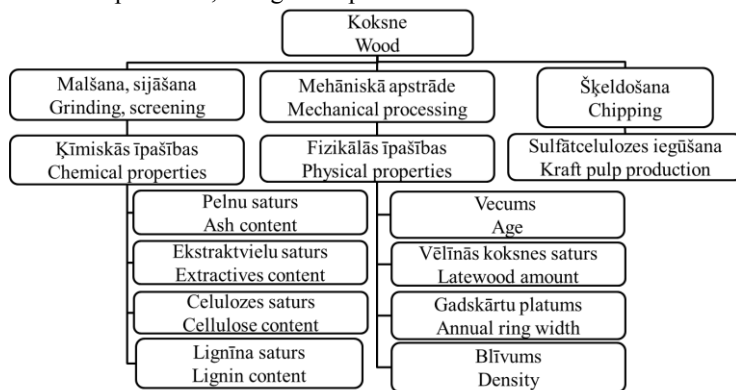 Koksne
Wood
Malšana, sijāšana
Grinding, screening
Mehāniskā apstrāde
Mechanical processing
Šķeldošana
Chipping
Ķīmiskās īpašības
Chemical properties
Fizikālās īpašības
Physical properties
Sulfātcelulozes iegūšana
Kraft pulp production
Pelnu saturs
Ash content
Ekstraktvielu saturs
Extractives content
Celulozes saturs
Cellulose content
Lignīna saturs
Lignin content
Vecums
Age
Vēlīnās koksnes saturs
Latewood amount
Gadskārtu platums
Annual ring width
Blīvums
Density